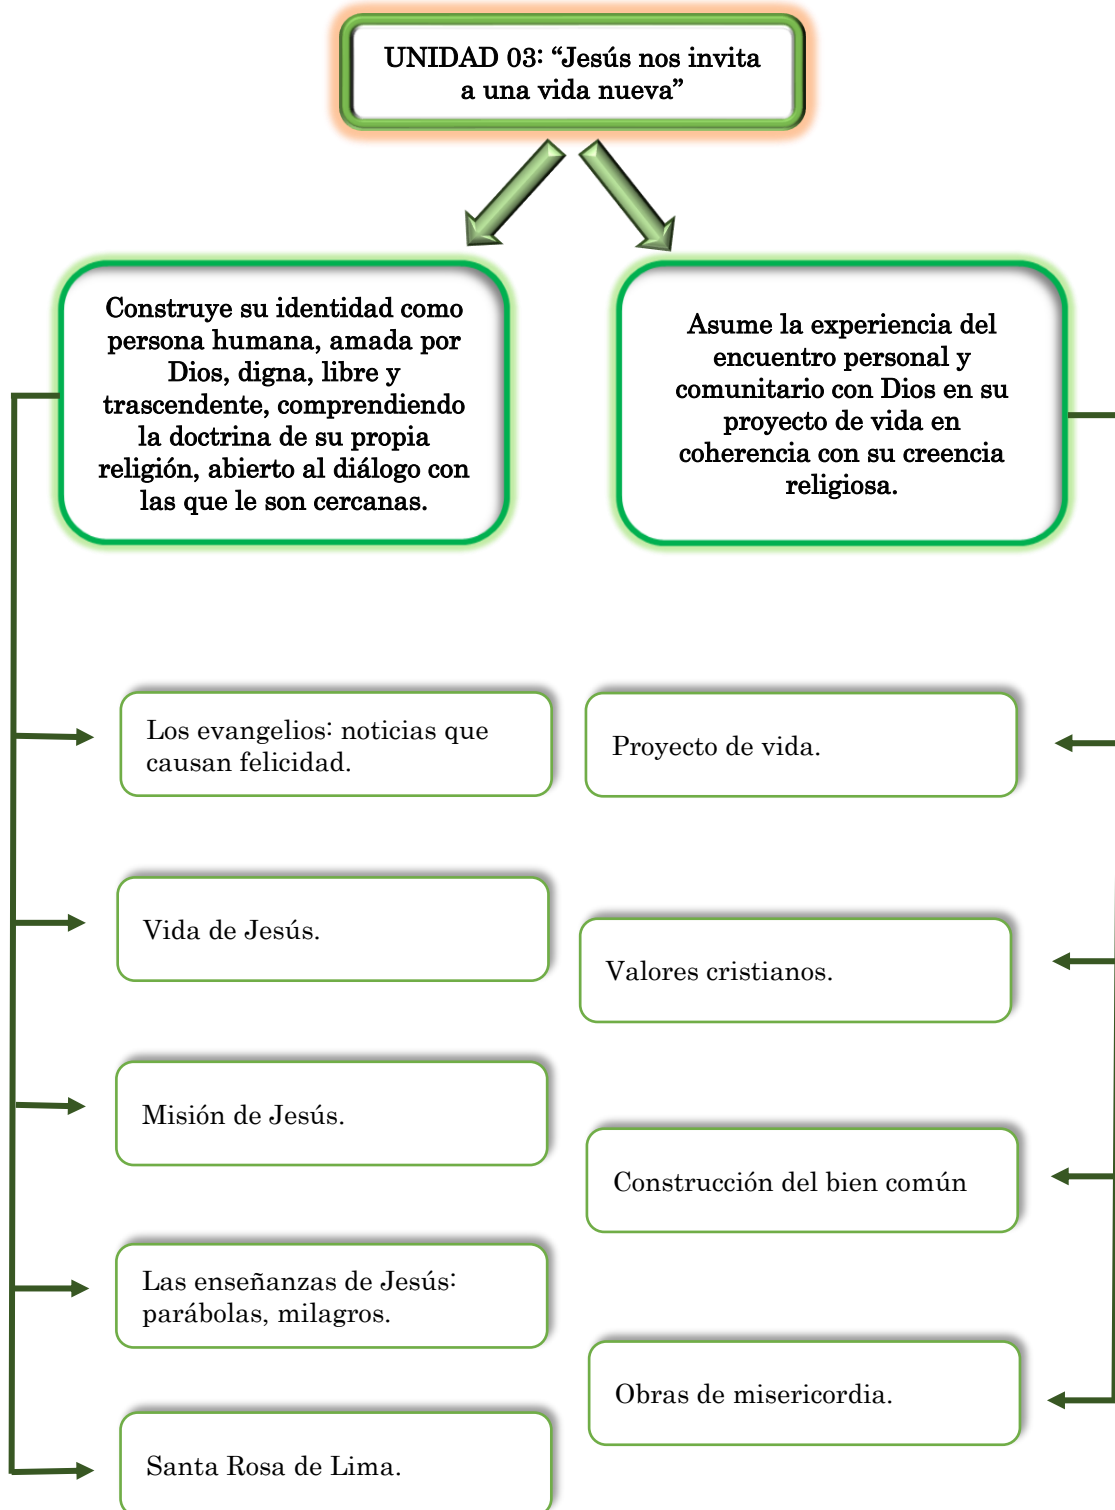 UNIDAD 03: “Jesús nos invita
a una vida nueva”
Construye su identidad como
persona humana, amada por
Dios, digna, libre y
trascendente, comprendiendo
la doctrina de su propia
religión, abierto al diálogo con
las que le son cercanas.
Asume la experiencia del
encuentro personal y
comunitario con Dios en su
proyecto de vida en
coherencia con su creencia
religiosa.
Los evangelios: noticias que
causan felicidad.
Vida de Jesús.
Misión de Jesús.
Las enseñanzas de Jesús:
parábolas, milagros.
Santa Rosa de Lima.
Proyecto de vida.
Valores cristianos.
Construcción del bien común
Obras de misericordia.